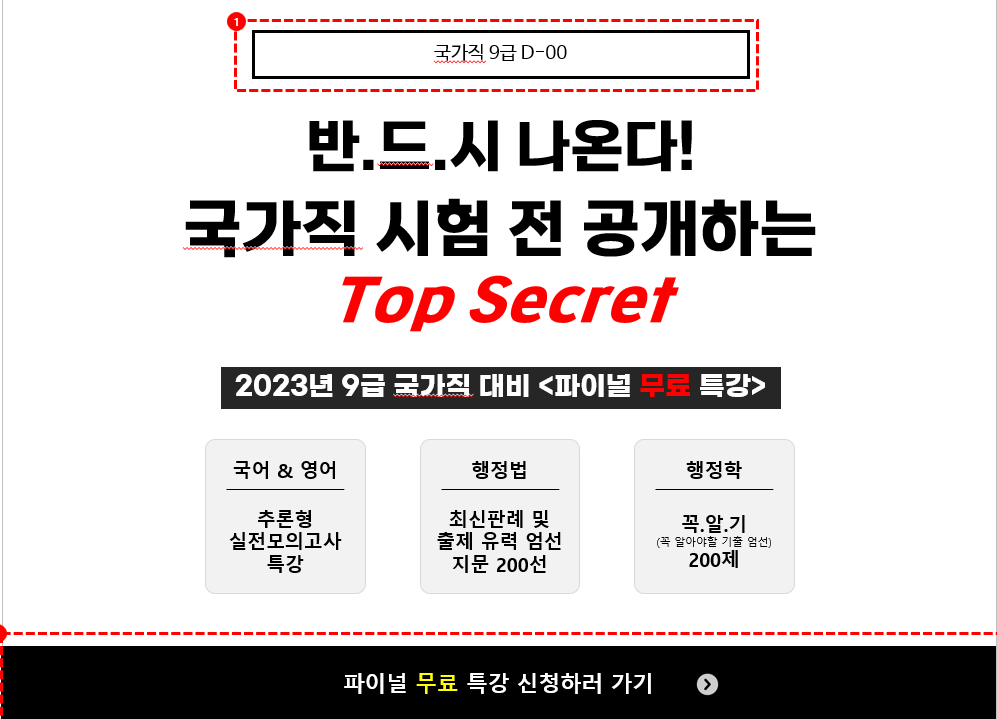 1
국가직 9급 D-00
반.드.시 나온다!
국가직 시험 전 공개하는
Top Secret
2023년 9급 국가직 대비 <파이널 무료 특강>
국어 & 영어
추론형
실전모의고사
특강
행정법
최신판례 및
출제 유력 엄선
지문 200선
행정학
꼭.알.기
(꼭 알아야할 기출 엄선)
200제
파이널 무료 특강 신청하러 가기